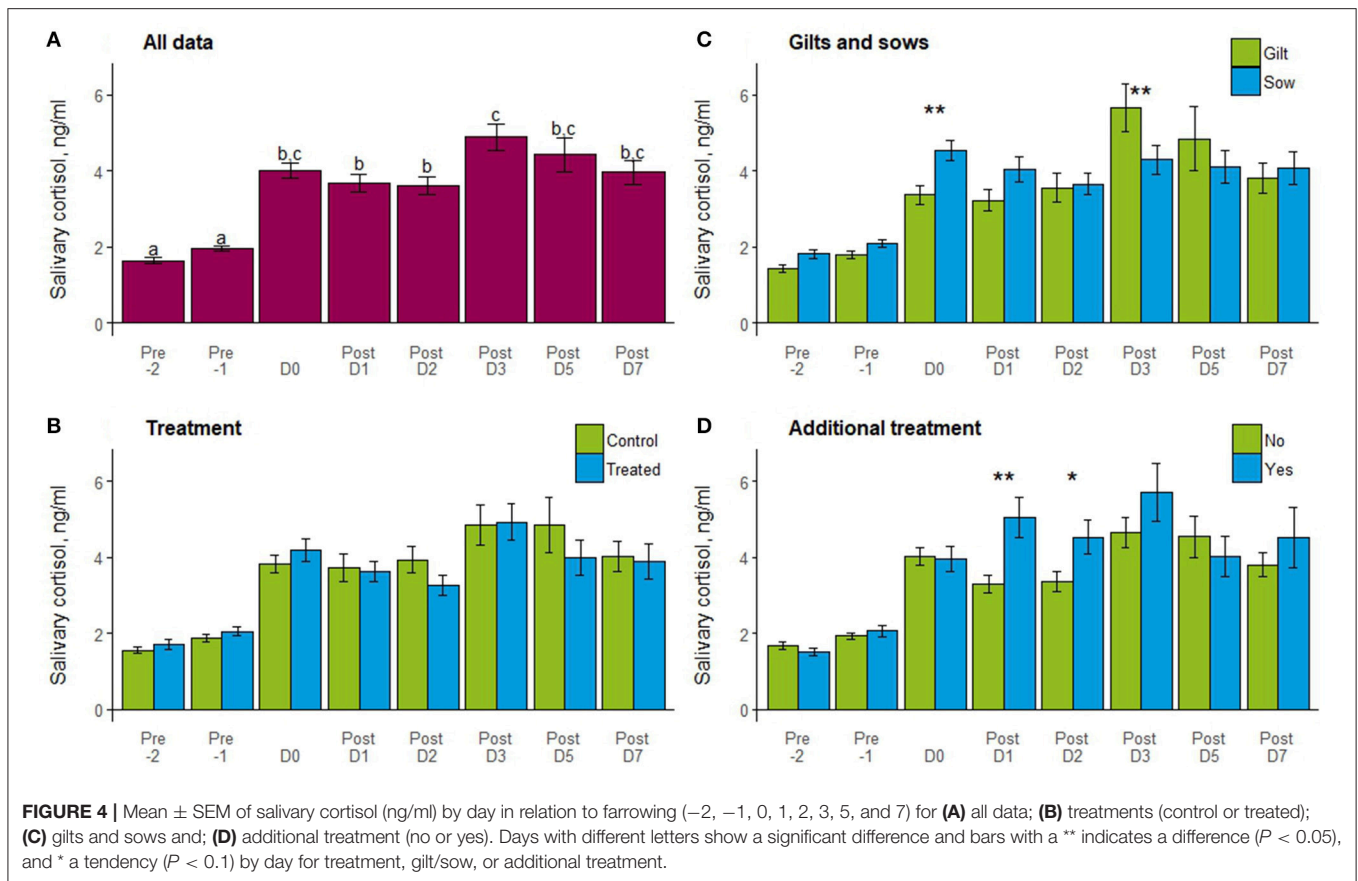 A All data
Salivary cortisol, ng/ml
6
4
2
0
a a b,c b b c b,c b,c
Pre Pre Post Post Post Post Post
-2 -1 D0 D1 D2 D3 D5 D7
C Gilts and sows
Gilt
Sow
Salivary cortisol, ng/ml
6
4
2
0
** **
Pre Pre Post Post Post Post Post
-2 -1 D0 D1 D2 D3 D5 D7
B Treatment
Control
Treated
Salivary cortisol, ng/ml
6
4
2
0
Pre Pre Post Post Post Post Post
-2 -1 D0 D1 D2 D3 D5 D7
D Additional treatment
No
Yes
Salivary cortisol, ng/ml
6
4
2
0
** *
Pre Pre Post Post Post Post Post
-2 -1 D0 D1 D2 D3 D5 D7
FIGURE 4 | Mean ± SEM of salivary cortisol (ng/ml) by day in relation to farrowing (−2, −1, 0, 1, 2, 3, 5, and 7) for (A) all data; (B) treatments (control or treated);
(C) gilts and sows and; (D) additional treatment (no or yes). Days with different letters show a significant difference and bars with a ** indicates a difference (P < 0.05),
and * a tendency (P < 0.1) by day for treatment, gilt/sow, or additional treatment.